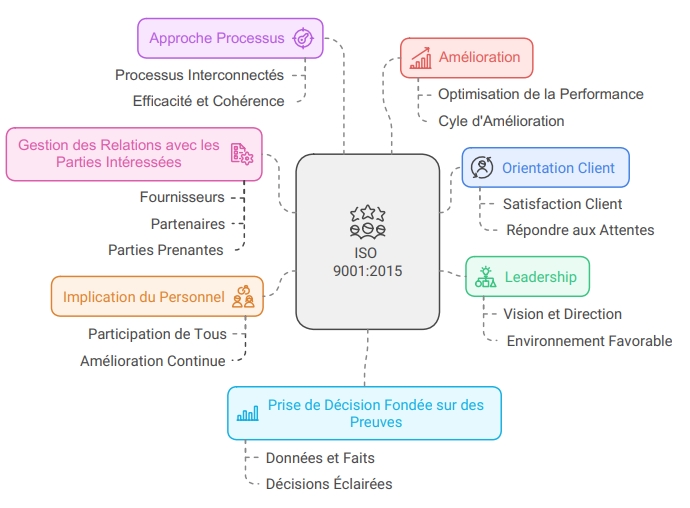 Approche Processus
Processus Interconnectés
Efficacité et Cohérence
Amélioration
Optimisation de la Performance
Cyle d'Amélioration
Gestion des Relations avec les
Parties Intéressées
Fournisseurs
Partenaires
Parties Prenantes
Orientation Client
Satisfaction Client
Répondre aux Attentes
ISO
9001:2015
Implication du Personnel
Participation de Tous
Amélioration Continue
Leadership
Vision et Direction
Environnement Favorable
Prise de Décision Fondée sur des
Preuves
Données et Faits
Décisions Éclairées